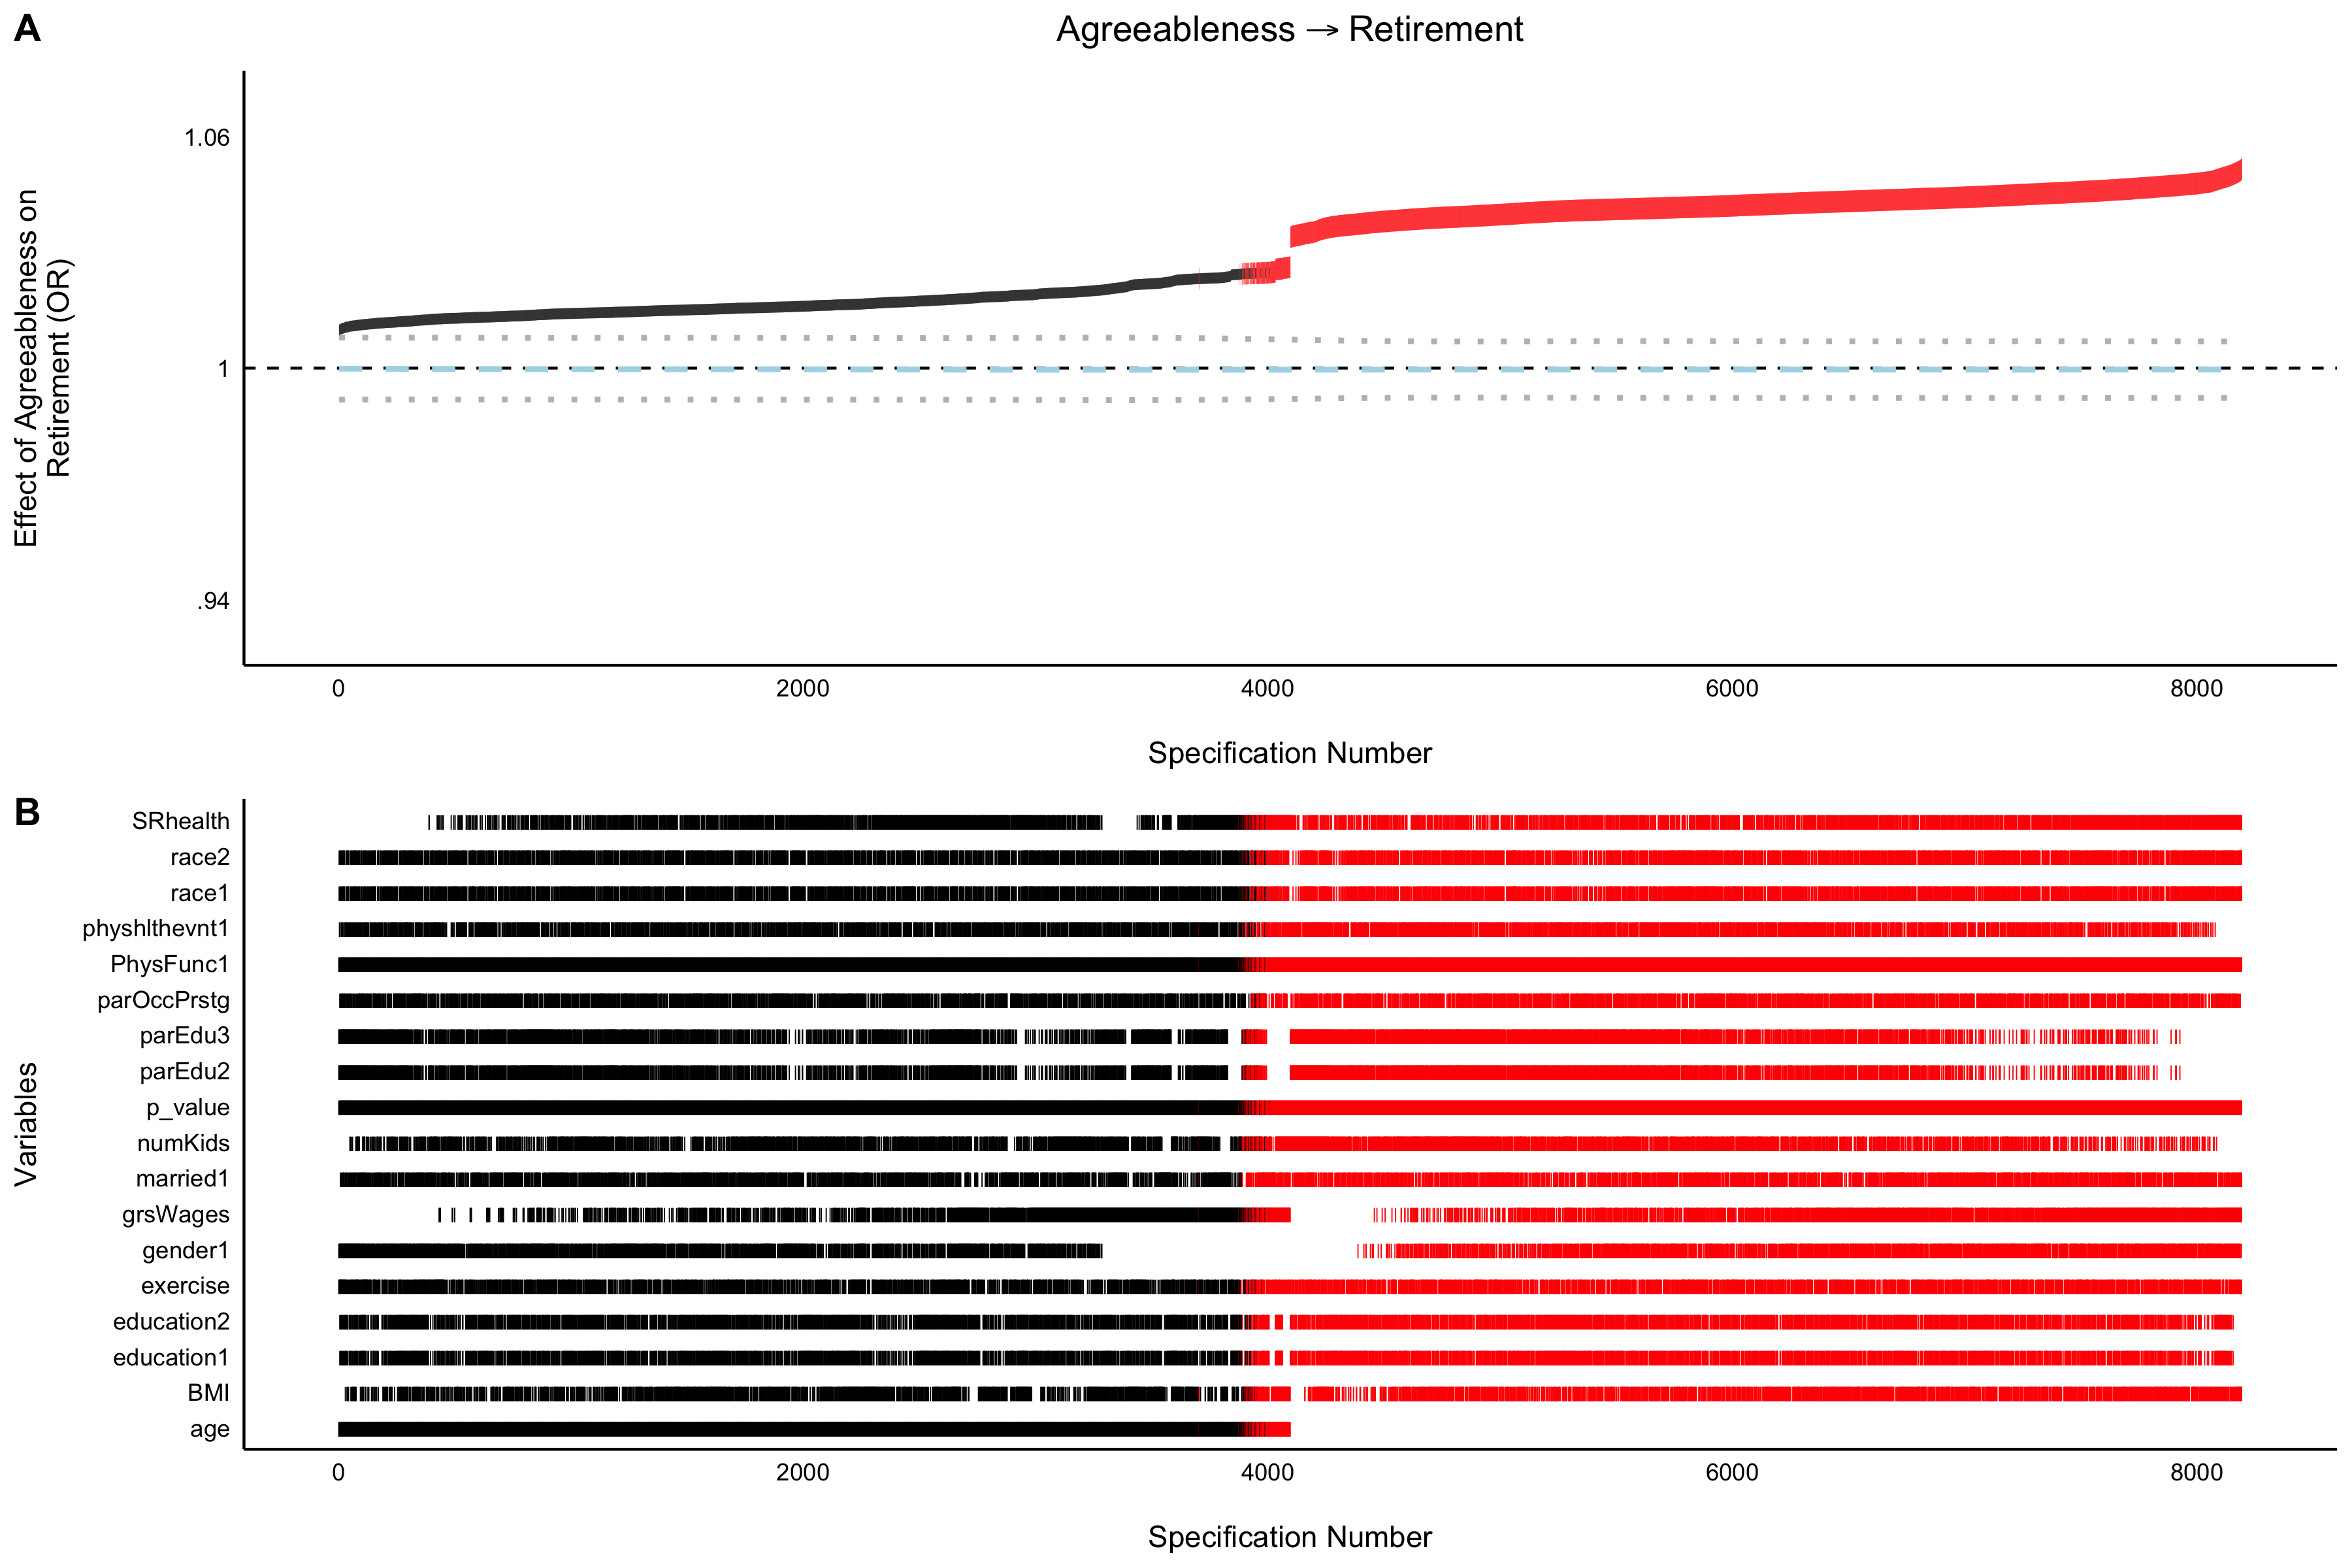 A
Agreeableness → Retirement
Effect of Agreeableness on
Retirement (OR)
1.06
1
.94
0 2000 4000 6000 8000
Specification Number
B
Variables
SRhealth
race2
race1
physhlthevnt1
PhysFunc1
parOccPrstg
parEdu3
parEdu2
p_value
numKids
married1
grsWages
gender1
exercise
education2
education1
BMI
age
0 2000 4000 6000 8000
Specification Number